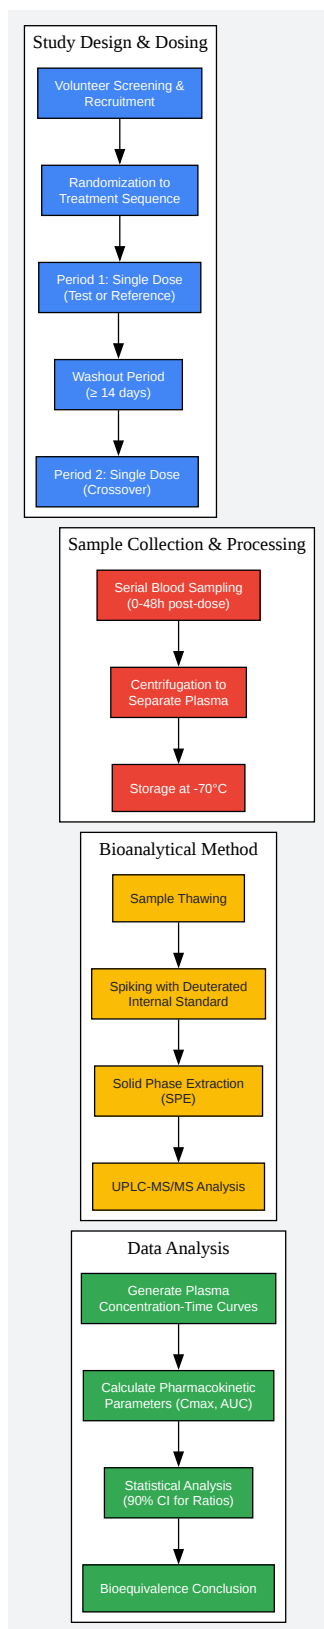 Study Design & Dosing
Volunteer Screening &
Recruitment
Randomization to
Treatment Sequence
Period 1: Single Dose
(Test or Reference)
Washout Period
(≥ 14 days)
Period 2: Single Dose
(Crossover)
Sample Collection & Processing
Serial Blood Sampling
(0-48h post-dose)
Centrifugation to
Separate Plasma
Storage at -70°C
Bioanalytical Method
Sample Thawing
Spiking with Deuterated
Internal Standard
Solid Phase Extraction
(SPE)
UPLC-MS/MS Analysis
Data Analysis
Generate Plasma
Concentration-Time Curves
Calculate Pharmacokinetic
Parameters (Cmax, AUC)
Statistical Analysis
(90% CI for Ratios)
Bioequivalence Conclusion